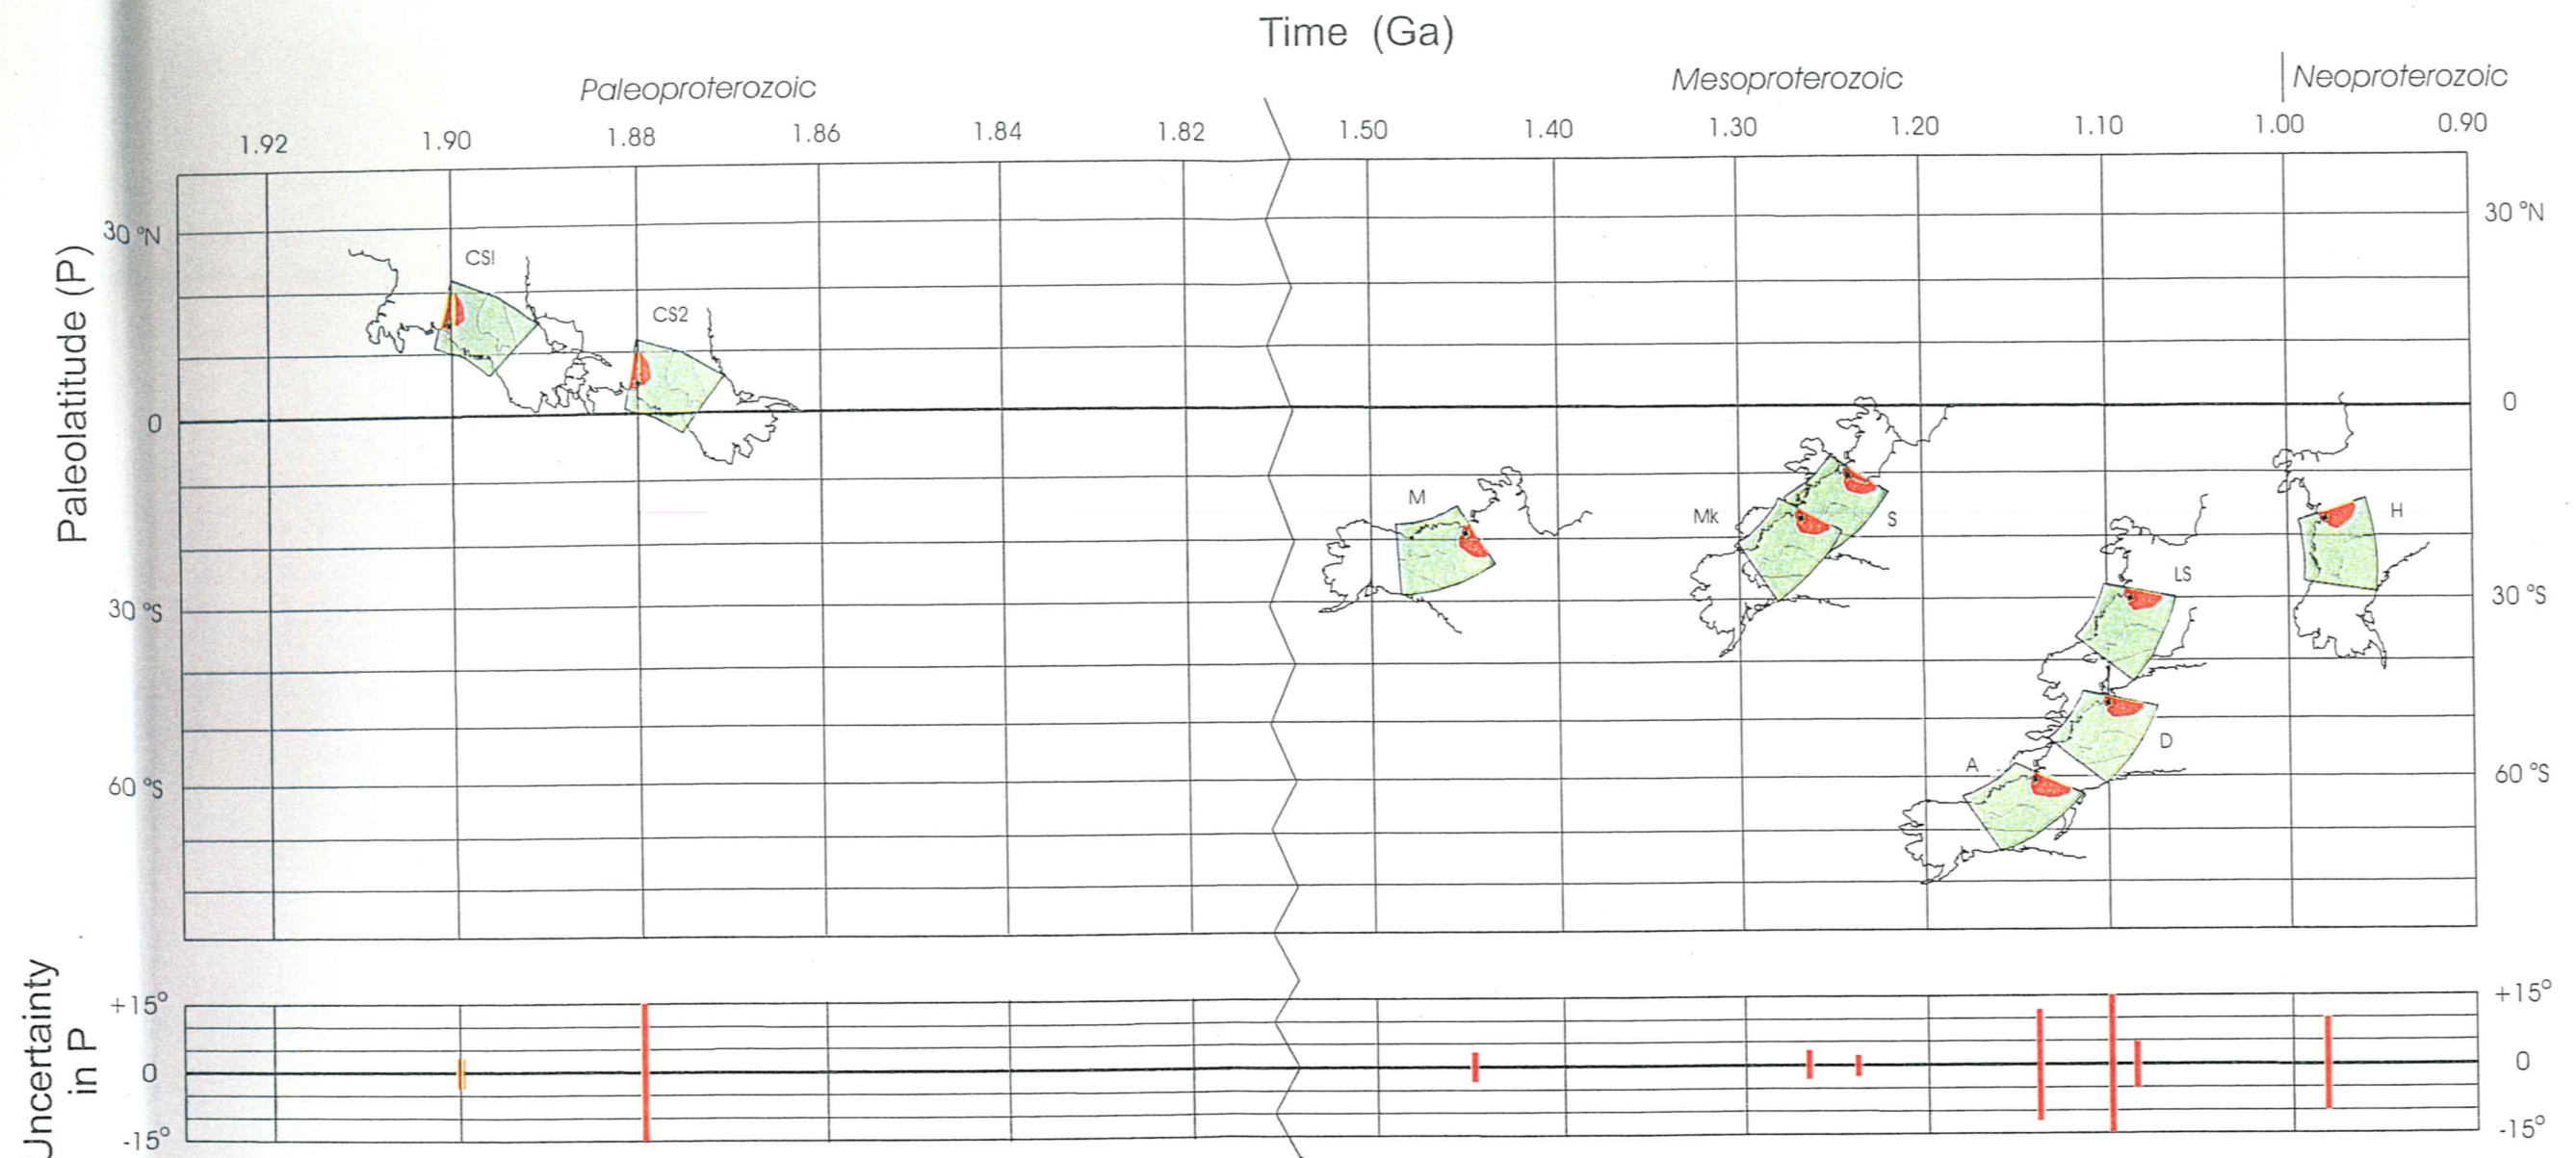 Time (Ga)
Paleoproterozoic
Mesoproterozoic
Neoproterozoic
1.92
1.90
1.88
1.86
1.84
1.82
1.50
1.40
1.30
1.20
1.10
1.00
0.90
Paleolatitude (P)
30 °N
0
30 °S
60 °S
30 °N
0
30 °S
60 °S
CS1
CS2
M
Mk
S
LS
D
A
H
Uncertainty
in P
+15°
0
-15°
+15°
0
-15°